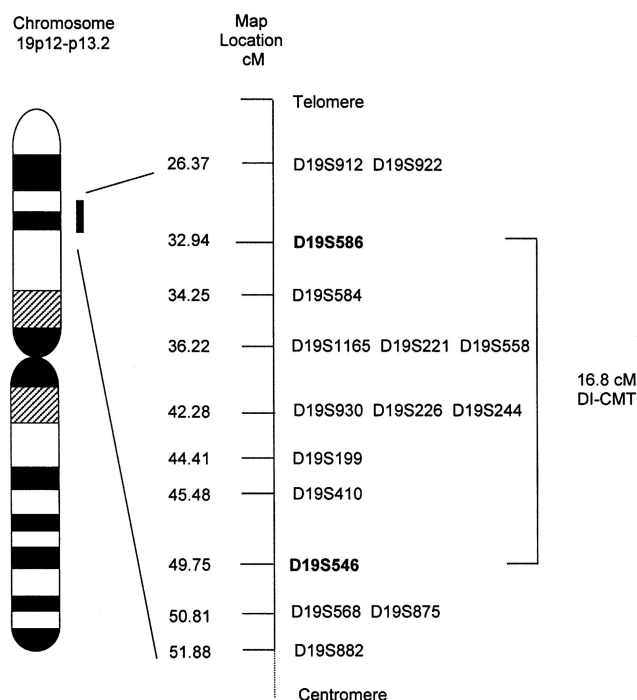 Chromosome
19p12-p13.2
Map
Location
cM
Telomere
26.37 D19S912 D19S922
32.94 D19S586
34.25 D19S584
36.22 D19S1165 D19S221 D19S558
42.28 D19S930 D19S226 D19S244
44.41 D19S199
45.48 D19S410
49.75 D19S546
50.81 D19S568 D19S875
51.88 D19S882
Centromere
16.8 cM
DI-CMT